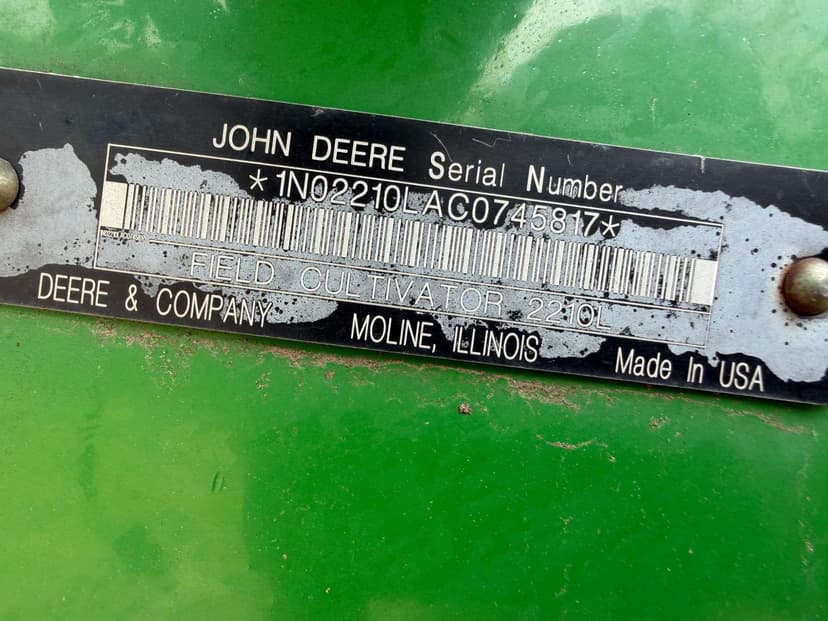 JOHN DEERE Serial Number
*1N02210LAC0745817*
FIELD CULTIVATOR 2210L
DEERE & COMPANY MOLINE, ILLINOIS Made In USA